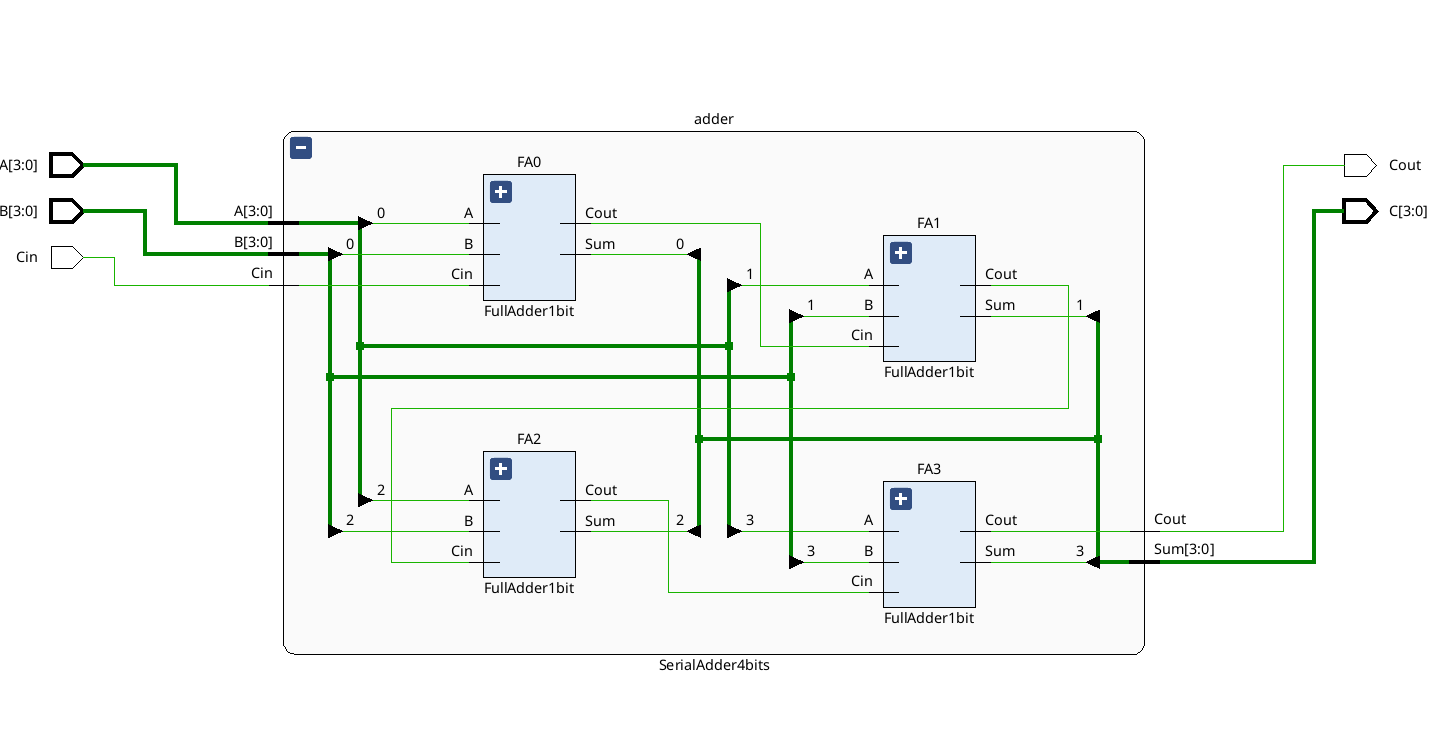 adder
FA0
A[3:0]
B[3:0]
Cin
A[3:0]
B[3:0]
Cin
0
0
A
B
Cin
Cout
Sum
0
FullAdder1bit
FA1
1
1
A
B
Cin
Cout
Sum
1
FullAdder1bit
FA2
2
2
A
B
Cin
Cout
Sum
2
FullAdder1bit
FA3
3
3
A
B
Cin
Cout
Sum
3
FullAdder1bit
Cout
Sum[3:0]
Cout
C[3:0]
SerialAdder4bits